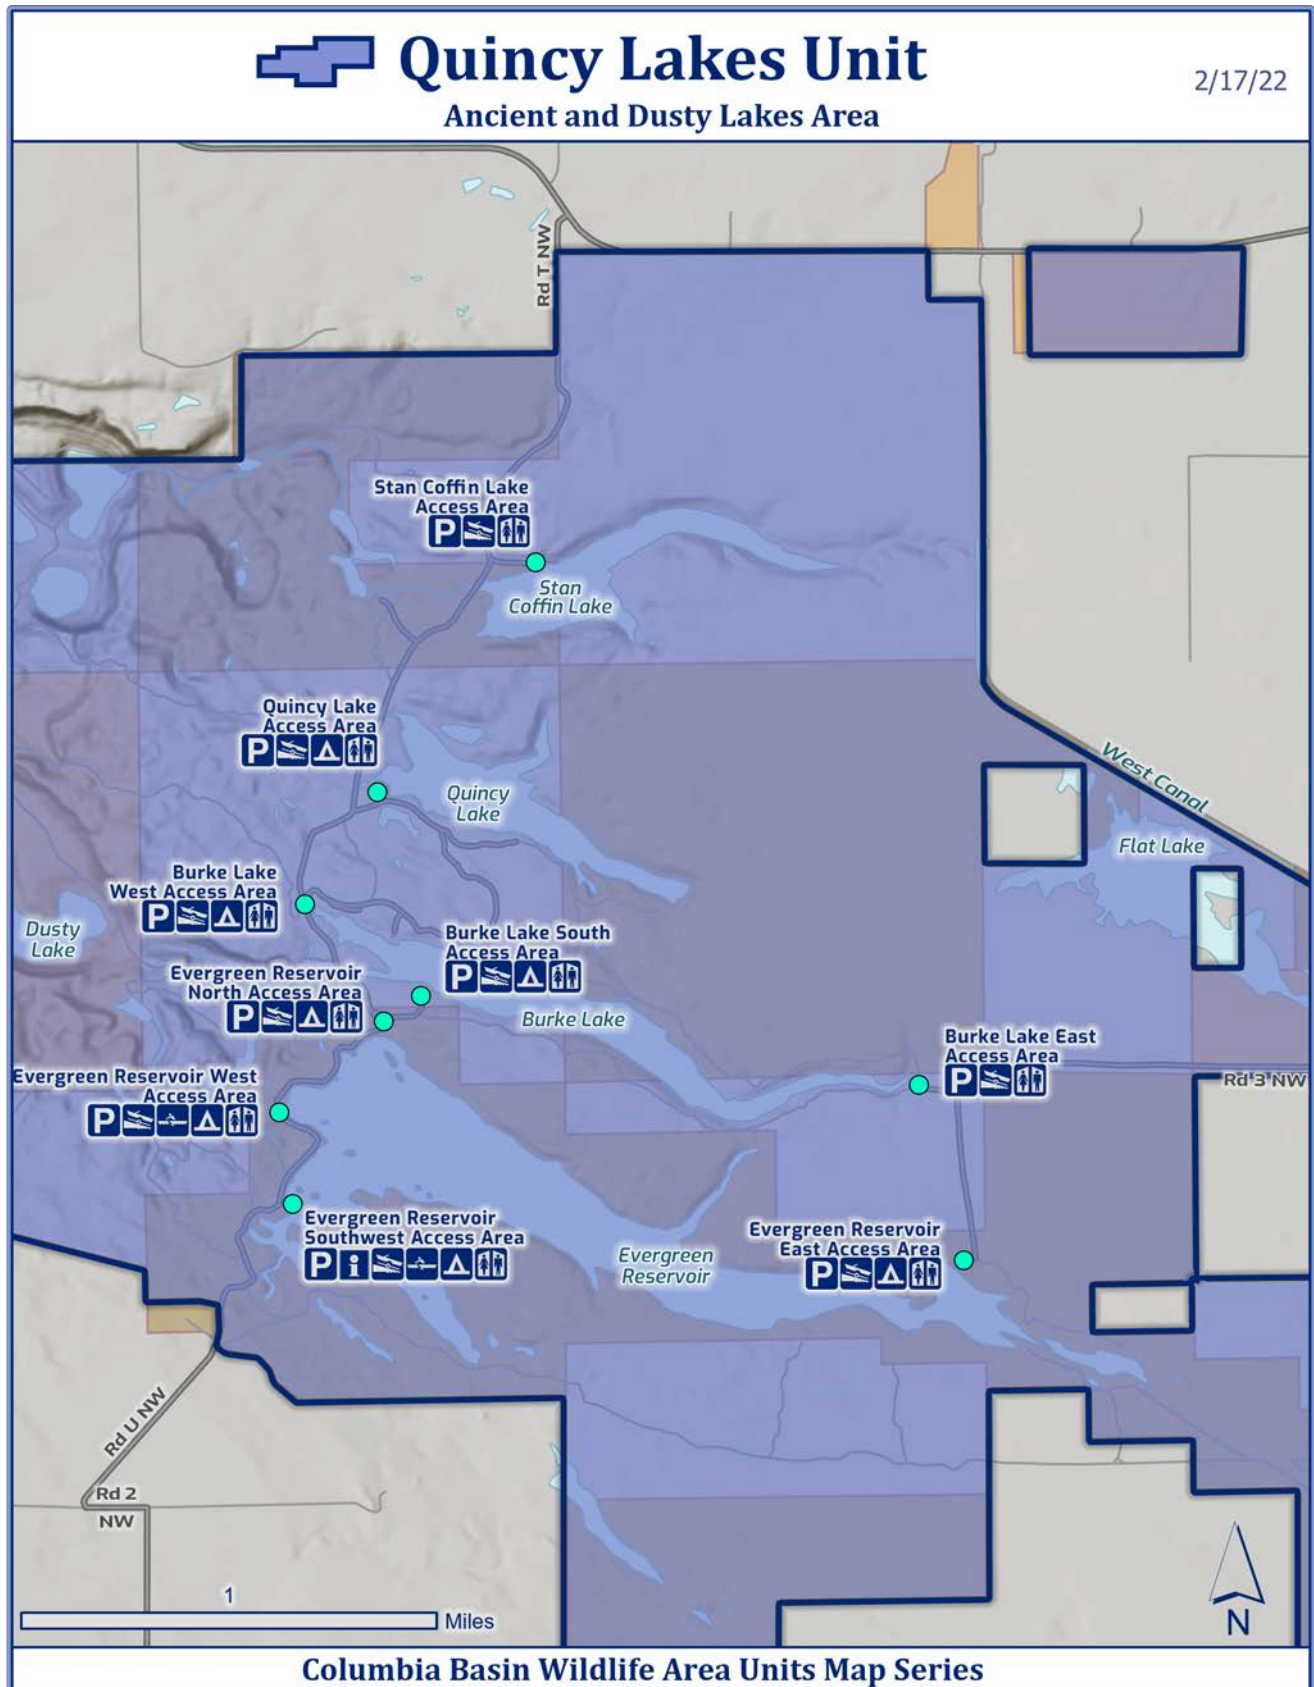 Quincy Lakes Unit
2/17/22
Ancient and Dusty Lakes Area
Rd T NW
Stan Coffin Lake
Access Area
P
Stan
Coffin Lake
Quincy Lake
Access Area
P
Quincy
Lake
West Canal
Flat Lake
Burke Lake
West Access Area
P
Dusty
Lake
Burke Lake South
Access Area
P
Evergreen Reservoir
North Access Area
P
Burke Lake
Burke Lake East
Access Area
P
Rd 3 NW
Evergreen Reservoir West
Access Area
P
Evergreen Reservoir
Southwest Access Area
P i
Evergreen
Reservoir
Evergreen Reservoir
East Access Area
P
Rd U NW
Rd 2
NW
1
Miles
N
Columbia Basin Wildlife Area Units Map Series